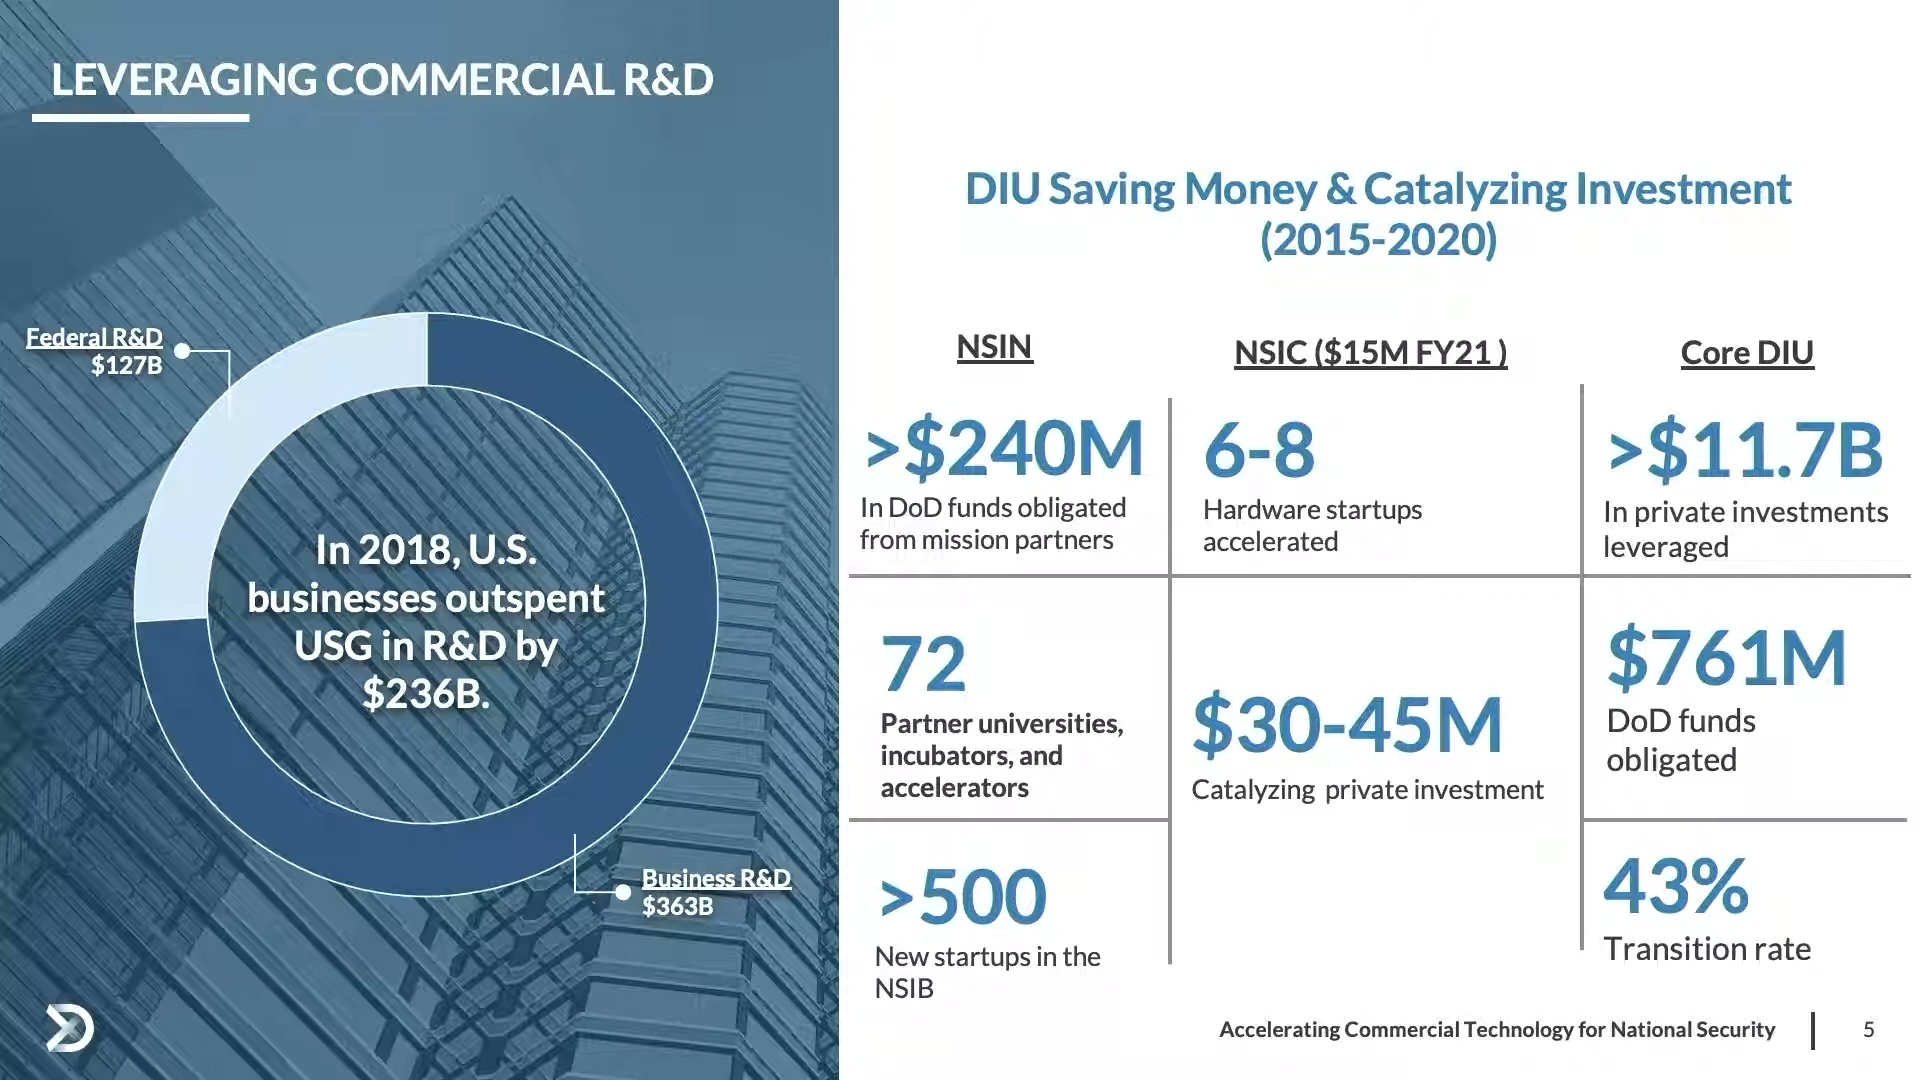 LEVERAGING COMMERCIAL R&D
Federal R&D
$127B
In 2018, U.S.
businesses outspent
USG in R&D by
$236B.
Business R&D
$363B
DIU Saving Money & Catalyzing Investment
(2015-2020)
NSIN
>$240M
In DoD funds obligated
from mission partners
72
Partner universities,
incubators, and
accelerators
>500
New startups in the
NSIB
NSIC ($15M FY21 )
6-8
Hardware startups
accelerated
$30-45M
Catalyzing private investment
Core DIU
>$11.7B
In private investments
leveraged
$761M
DoD funds
obligated
43%
Transition rate
Accelerating Commercial Technology for National Security
5